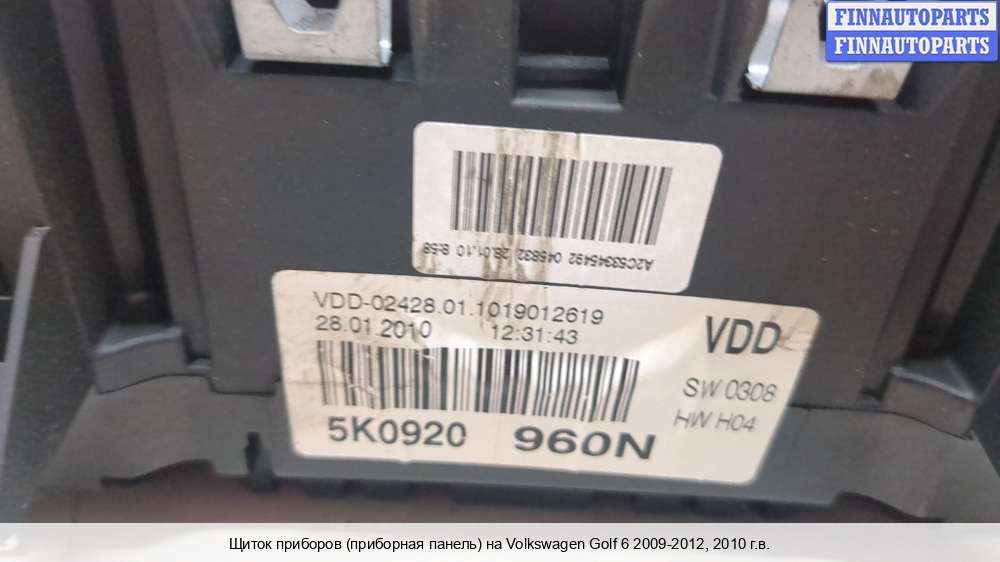 FINNAUTOPARTS
FINNAUTOPARTS
A2C53345492 045832 28.01.10 8:58
VDD-02428.01.1019012619
28.01.2010 12:31:43
VDD
SW 0308
HW H04
5K0920 960N
Щиток приборов (приборная панель) на Volkswagen Golf 6 2009-2012, 2010 г.в.